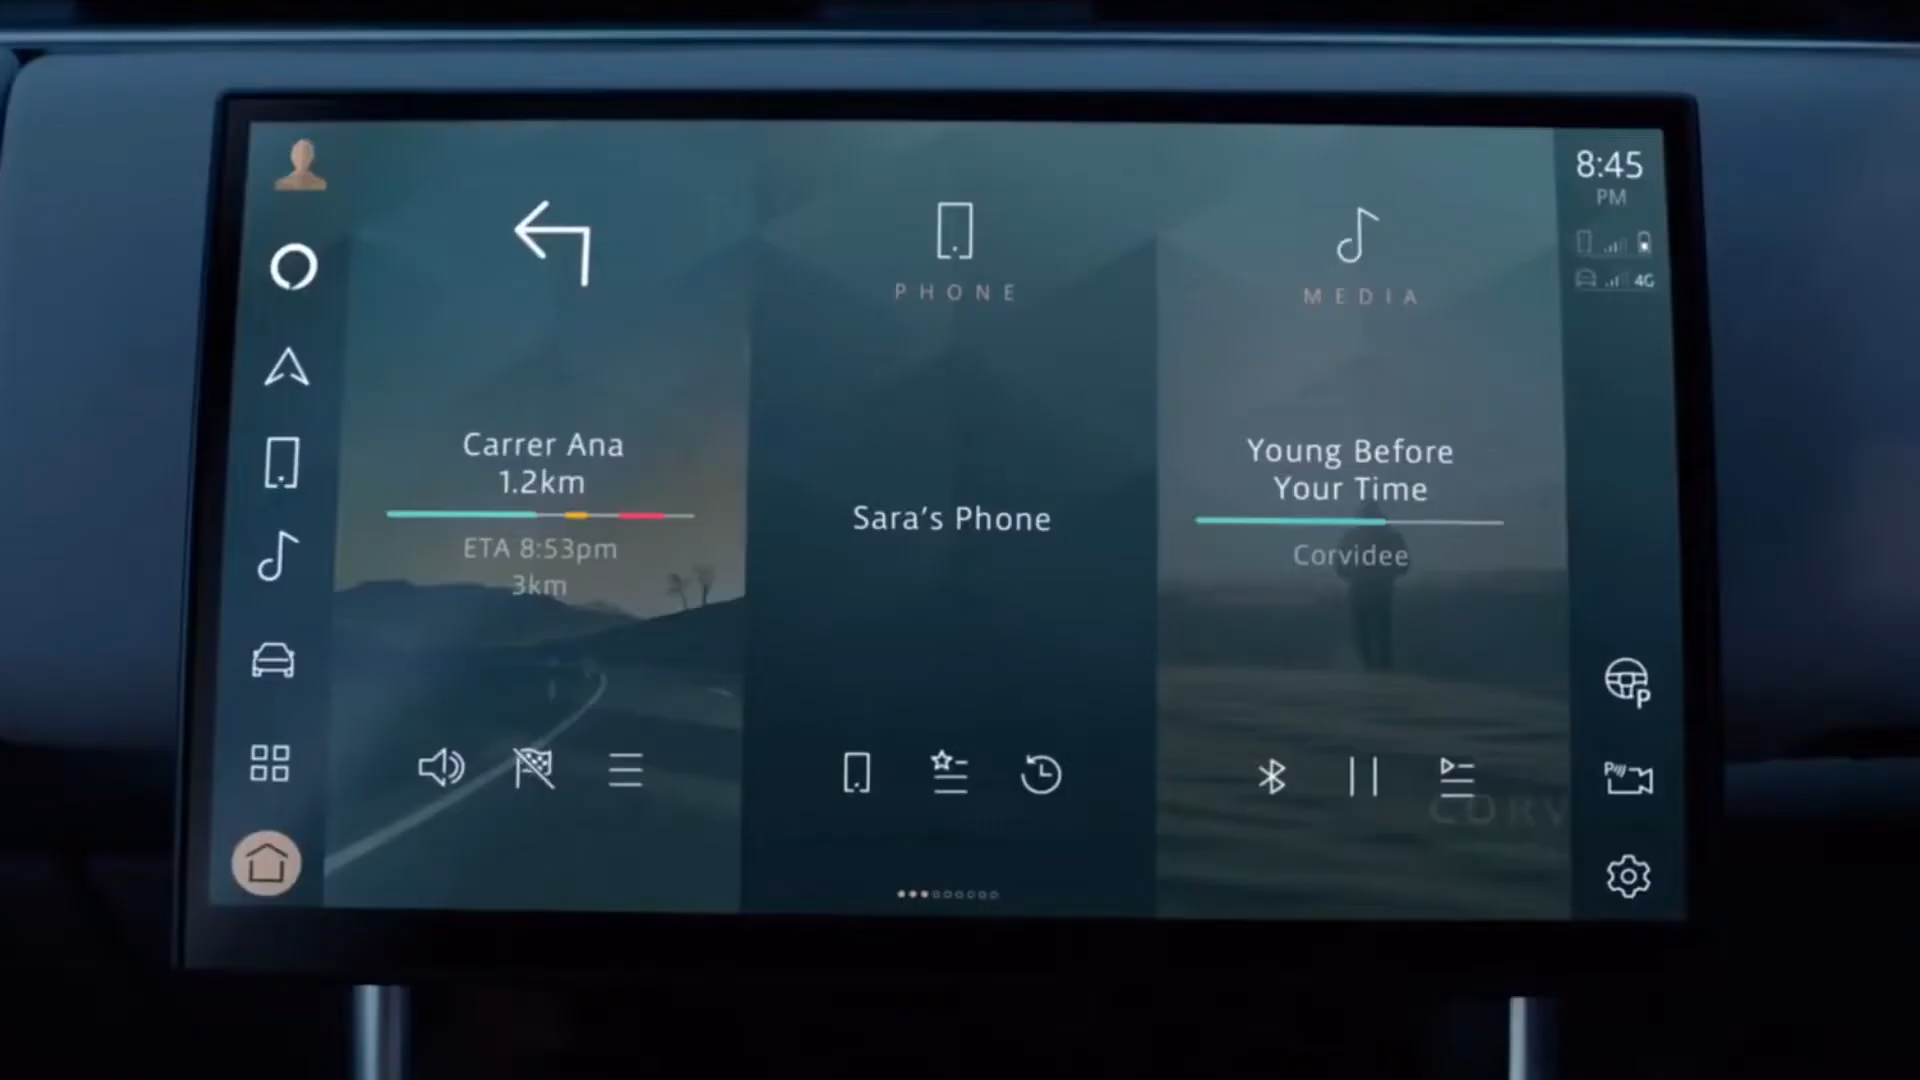 8:45
PM
4G
PHONE
MEDIA
Carrer Ana
1.2km
ETA 8:53pm
3km
Sara's Phone
Young Before
Your Time
Corvidee
P
P
CORV